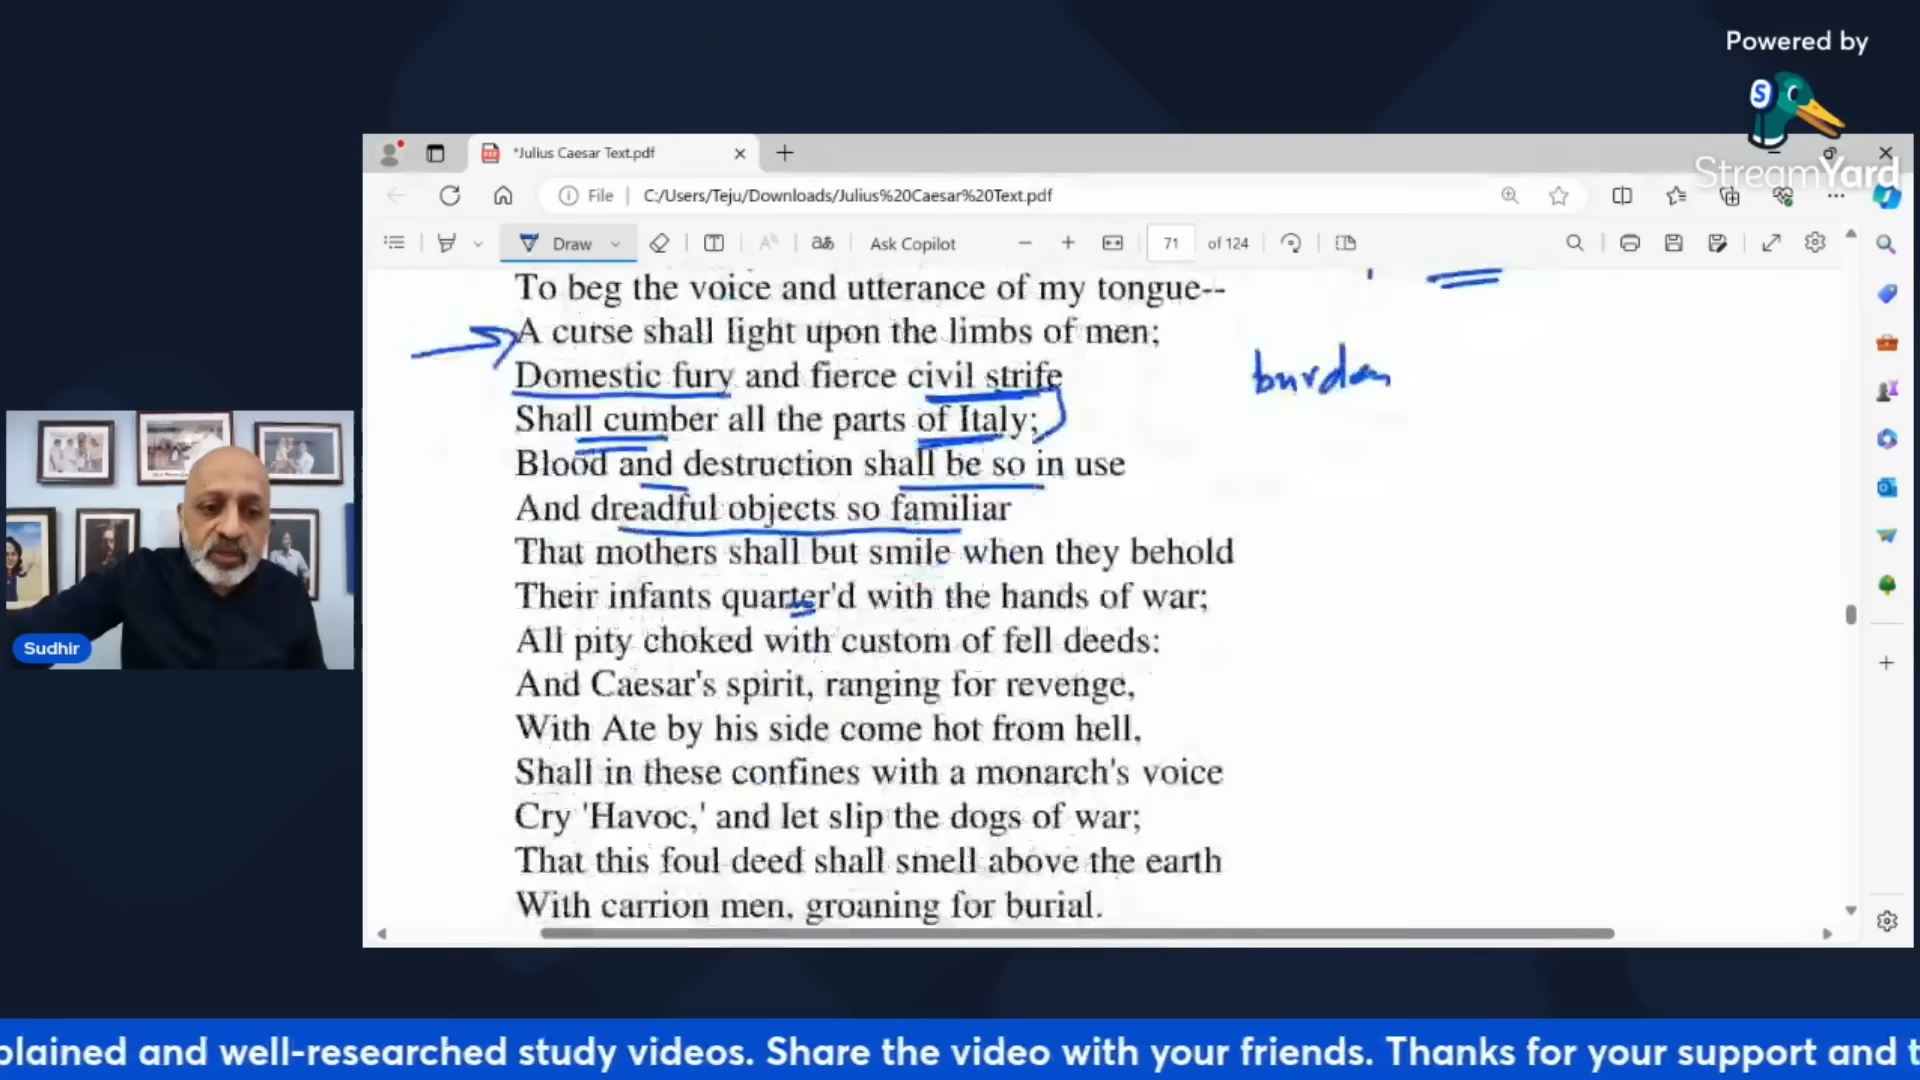 Powered by
S
StreamYard
*Julius Caesar Text.pdf
File
C:/Users/Teju/Downloads/Julius%20Caesar%20Text.pdf
Draw
aあ
Ask Copilot
71
of 124
To beg the voice and utterance of my tongue--
A curse shall light upon the limbs of men;
Domestic fury and fierce civil strife
burden
Shall cumber all the parts of Italy;
Blood and destruction shall be so in use
And dreadful objects so familiar
That mothers shall but smile when they behold
Their infants quarter'd with the hands of war;
All pity choked with custom of fell deeds:
And Caesar's spirit, ranging for revenge,
With Ate by his side come hot from hell,
Shall in these confines with a monarch's voice
Cry 'Havoc,' and let slip the dogs of war;
That this foul deed shall smell above the earth
With carrion men, groaning for burial.
Sudhir
plained and well-researched study videos. Share the video with your friends. Thanks for your support and t